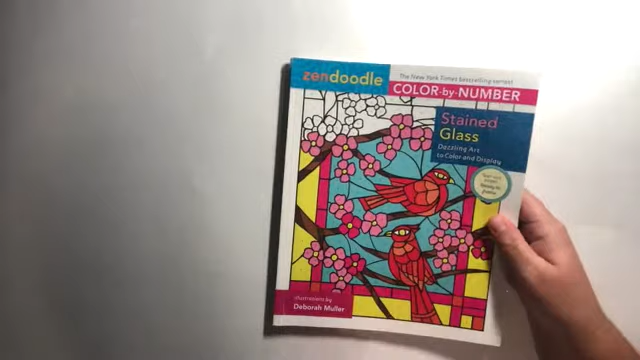 zendoodle
The New York Times bestselling series!
COLOR-by-NUMBER
Stained
Glass
Dazzling Art
to Color and Display
illustrations by
Deborah Muller